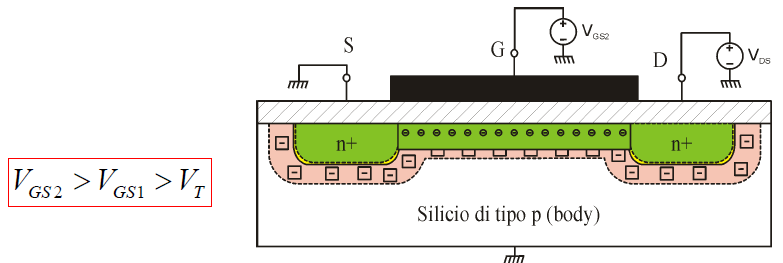 S
G
V_GS2
D
V_DS
n+
n+
V_GS2 > V_GS1 > V_T
Silicio di tipo p (body)